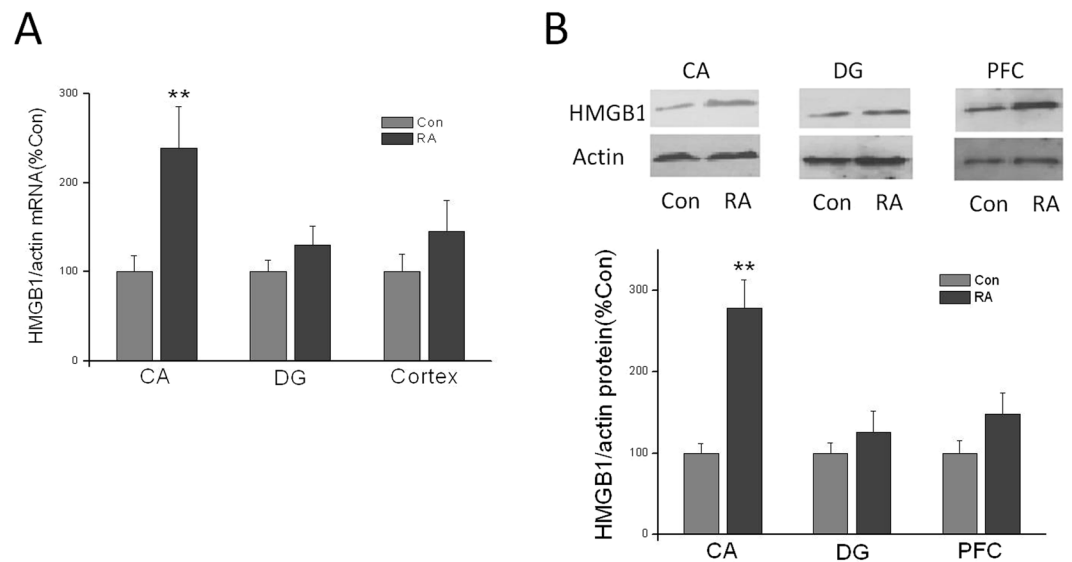 A
HMGB1/actin mRNA(%Con)
300
200
100
0
**
Con
RA
CA DG Cortex
B
CA DG PFC
HMGB1
Actin
Con RA Con RA Con RA
HMGB1/actin protein(%Con)
300
200
100
0
**
Con
RA
CA DG PFC